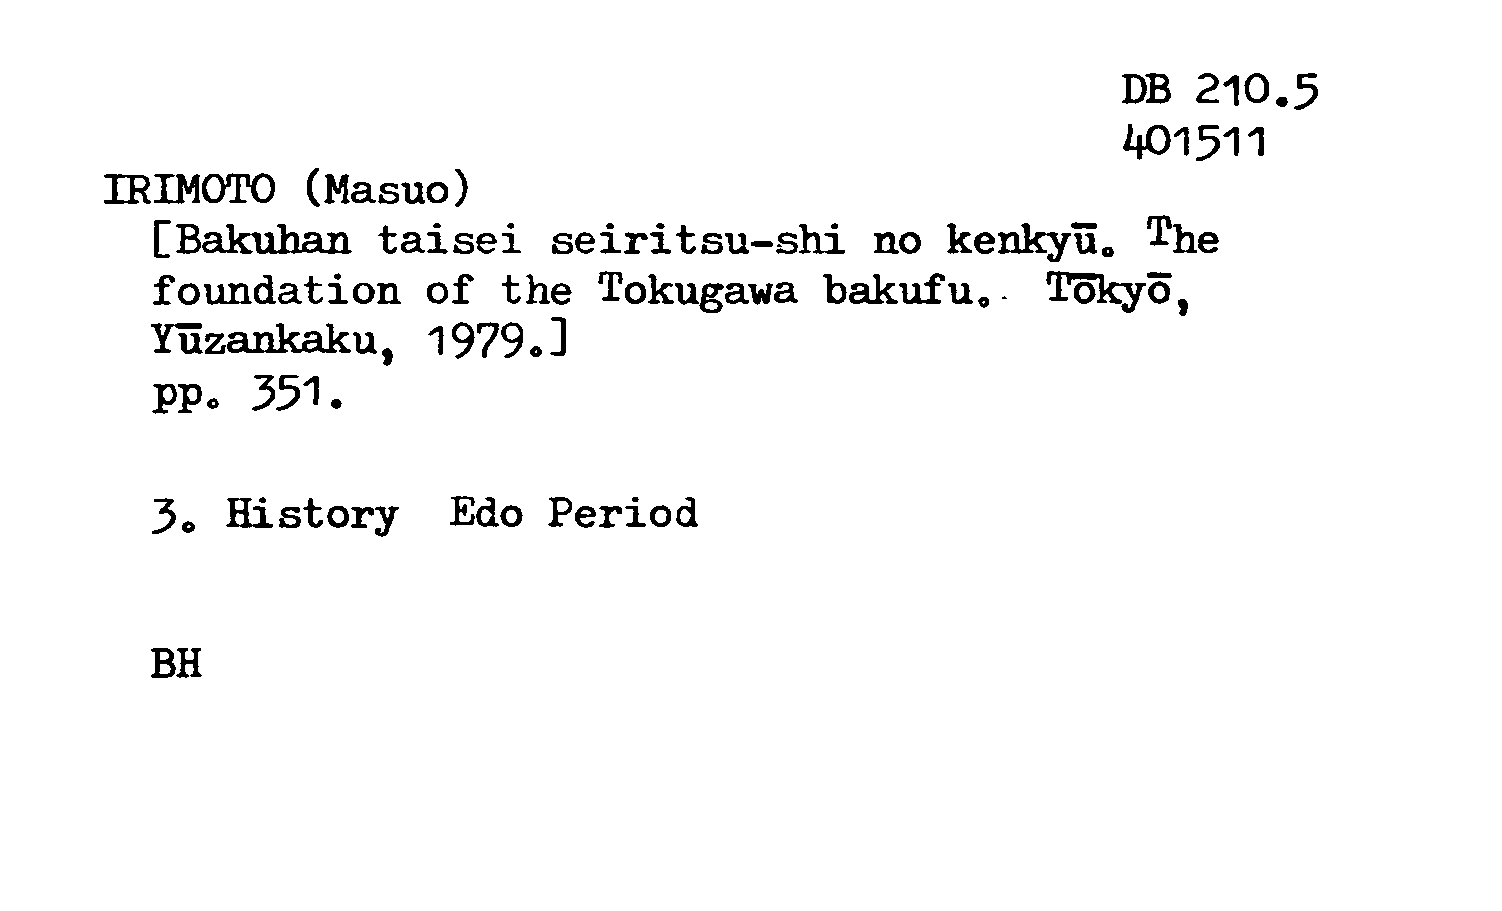 DB 210.5
401511
IRIMOTO (Masuo)
[Bakuhan taisei seiritsu-shi no kenkyū. The
foundation of the Tokugawa bakufu. Tōkyō,
Yūzankaku, 1979.]
pp. 351.
3. History  Edo Period
BH